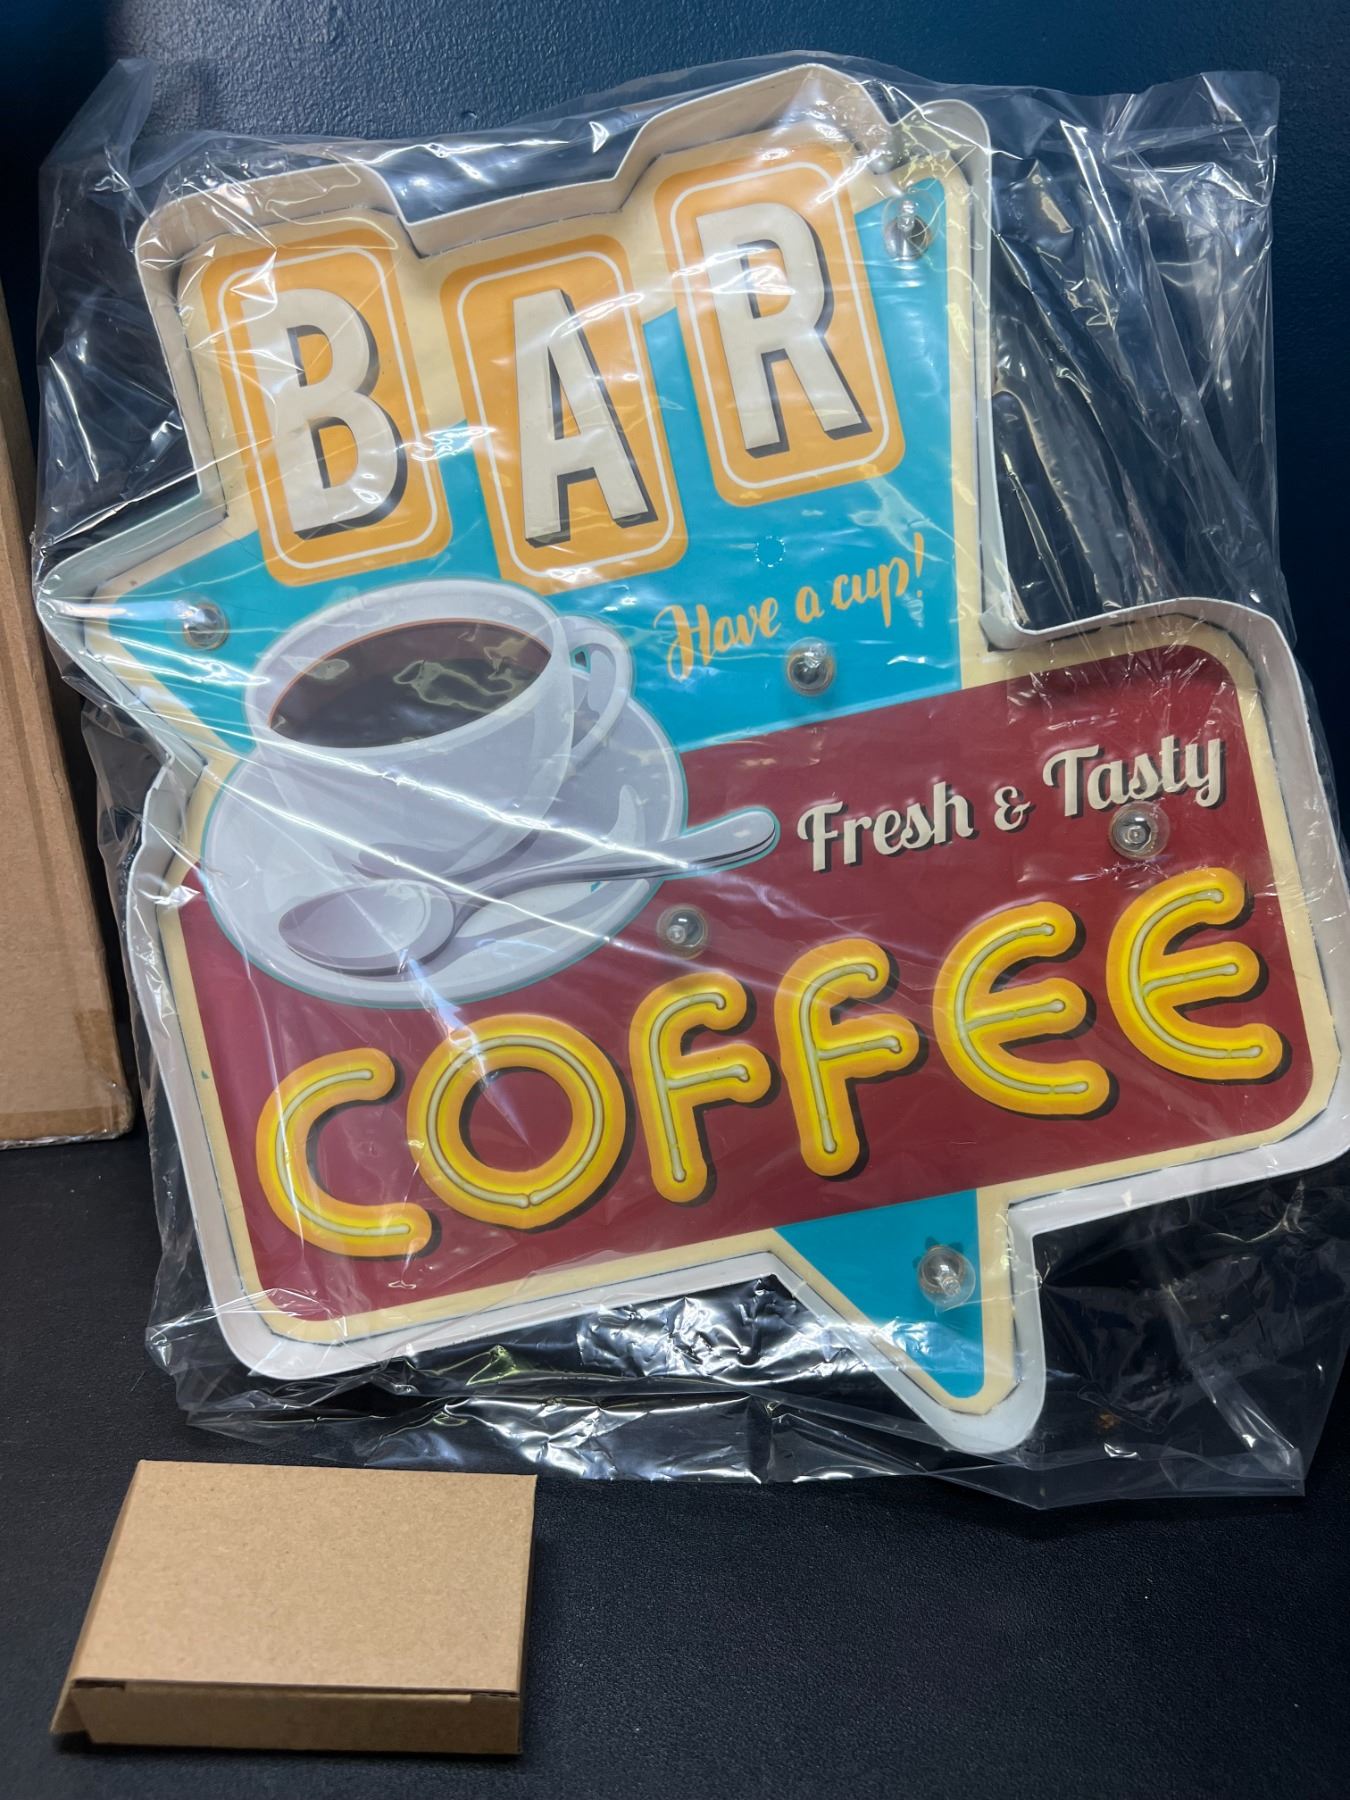 BAR
Have a cup!
Fresh & Tasty
COFFEE